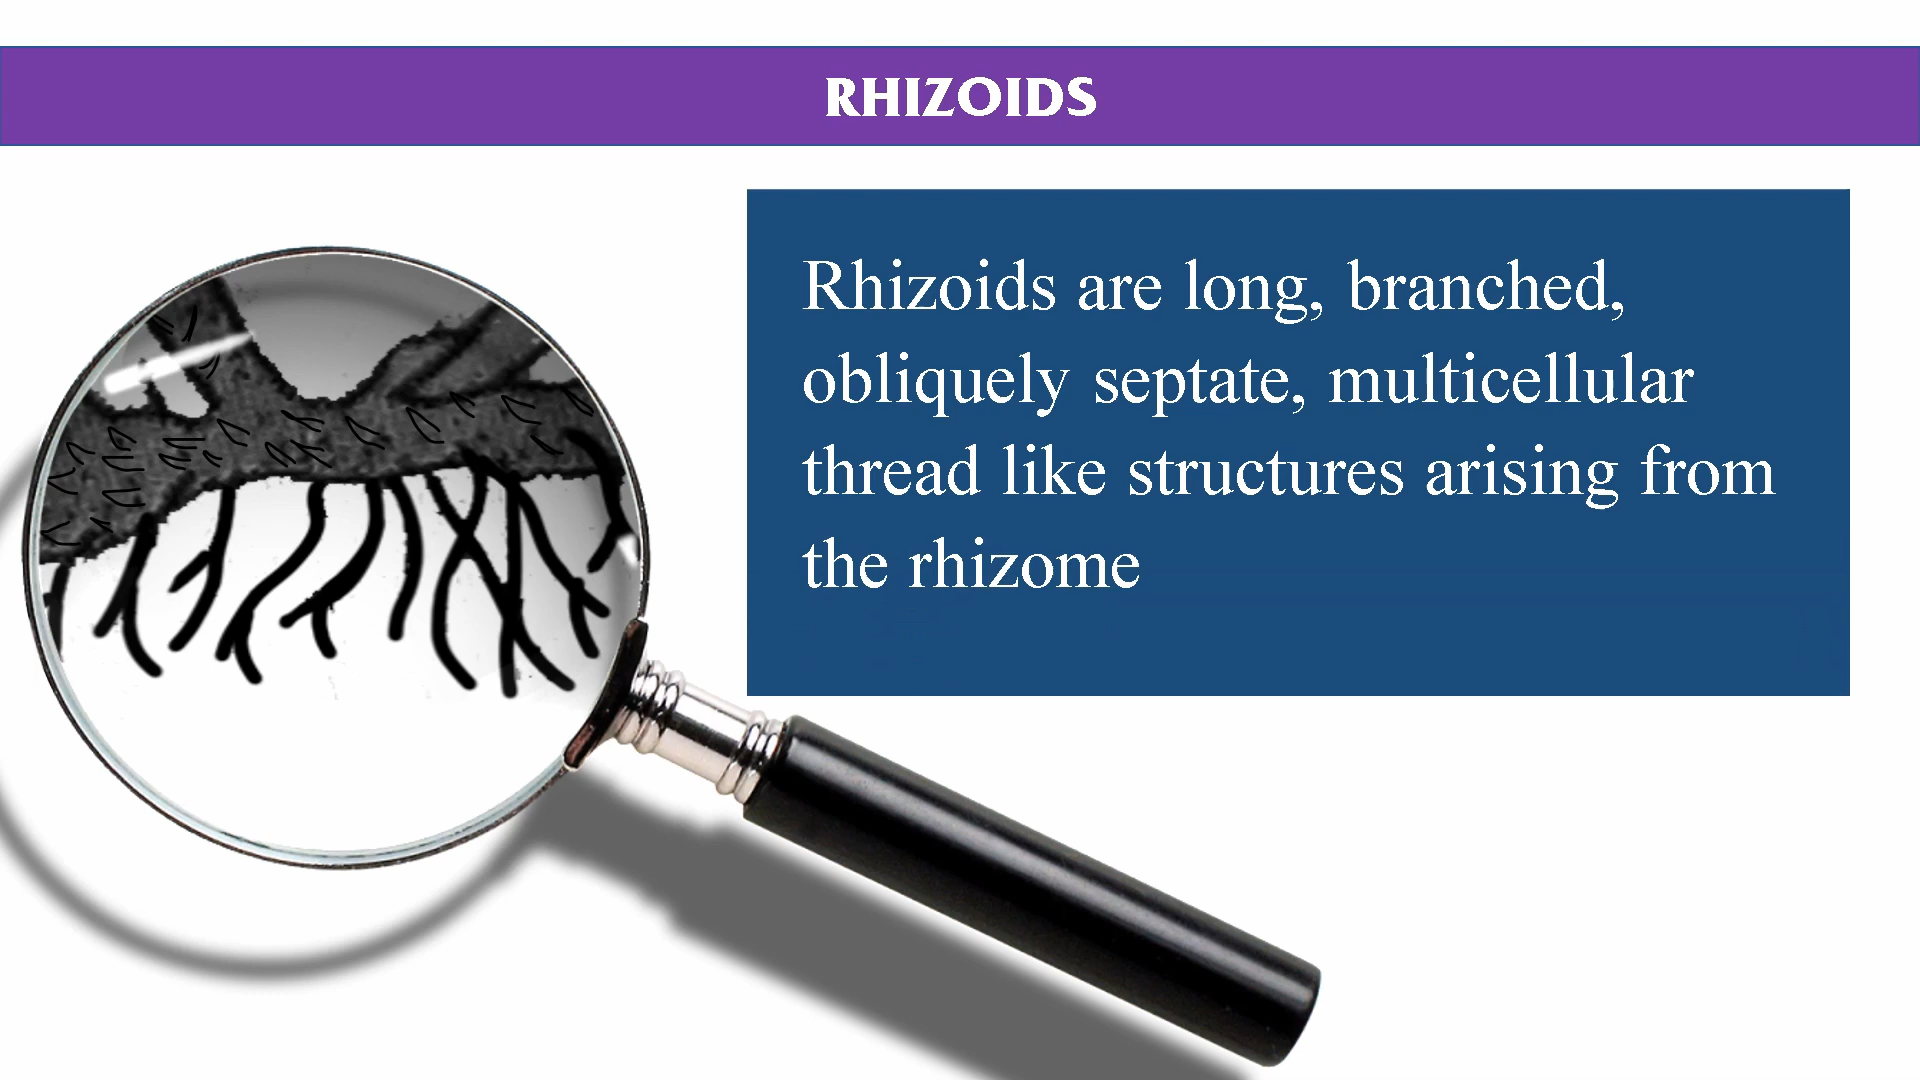 RHIZOIDS
Rhizoids are long, branched,
obliquely septate, multicellular
thread like structures arising from
the rhizome